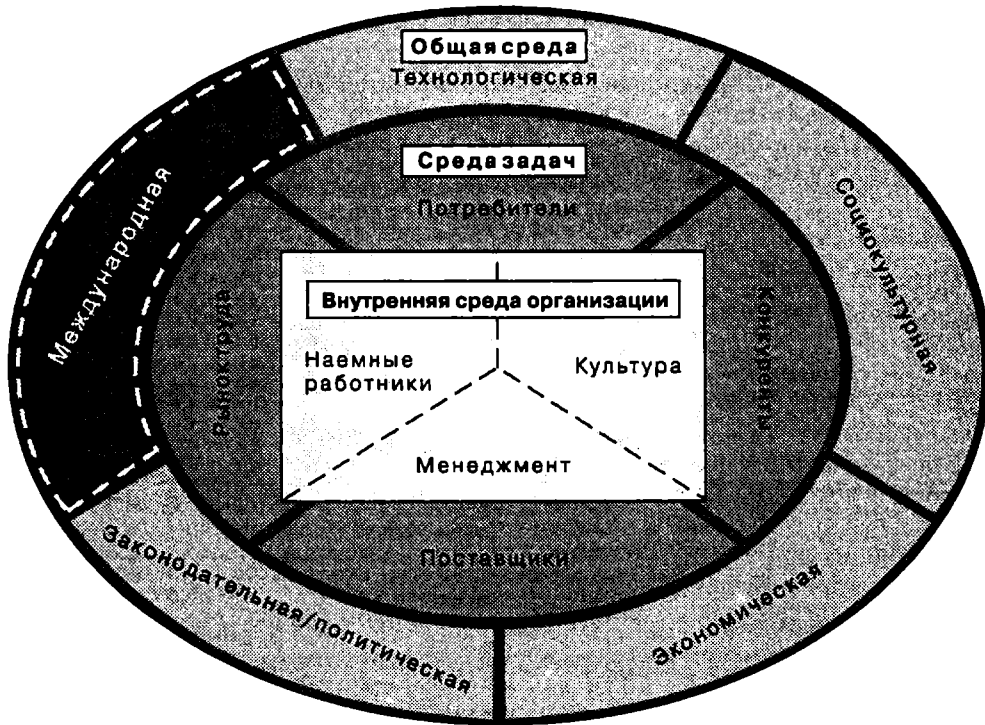 Общая среда
Технологическая
Среда задач
Потребители
Международная
Социокультурная
Рынок труда
Внутренняя среда организации
Конкуренты
Наемные
работники
Культура
Менеджмент
Поставщики
Законодательная/политическая
Экономическая